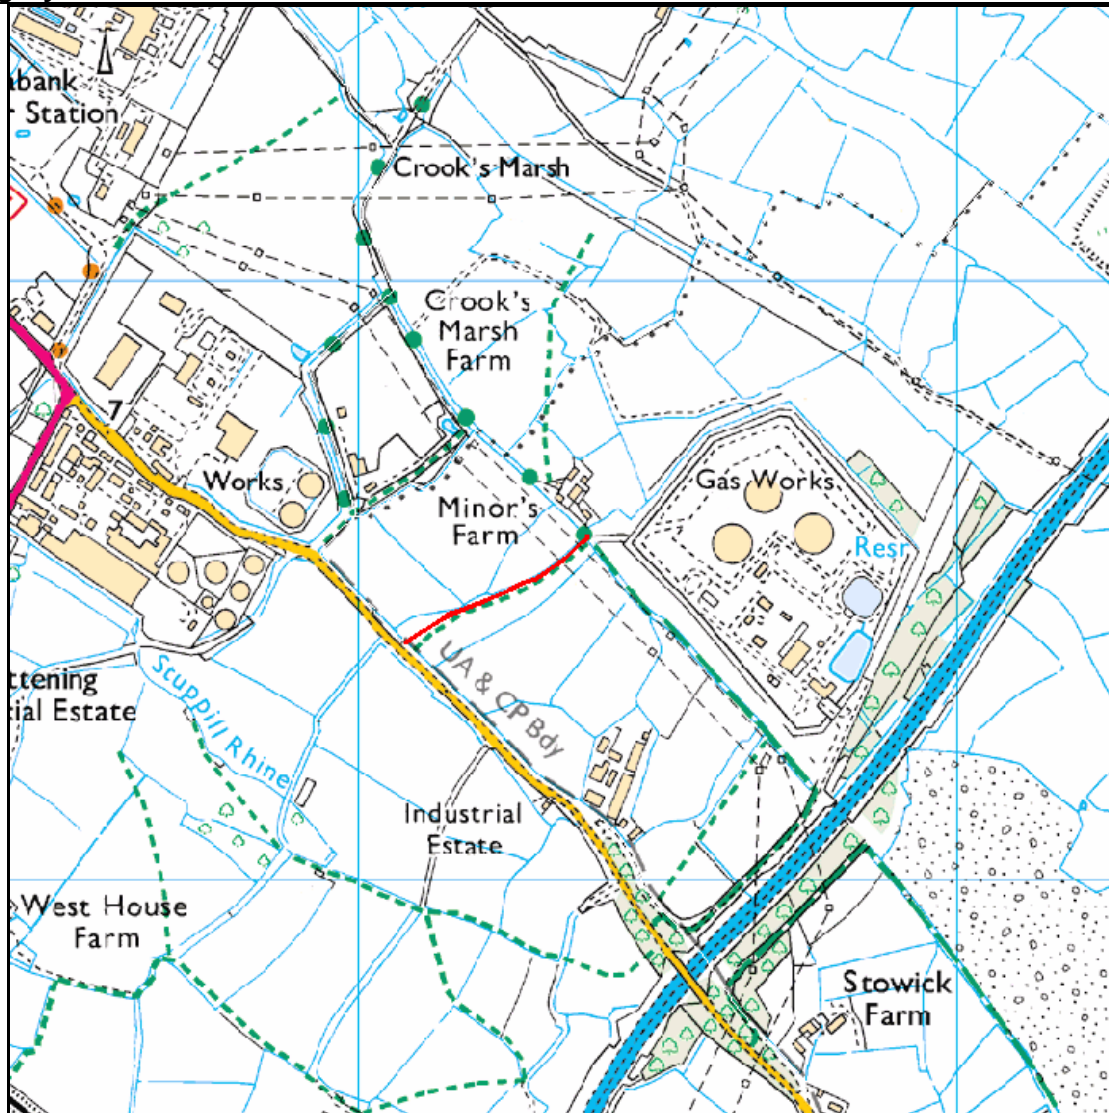 abank
Station
Crook's Marsh
Crook's
Marsh
Farm
7
Works
Minor's
Farm
Gas Works
Resr
UA & CP Bdy
ttening
ial Estate
Scuppill Rhine
Industrial
Estate
West House
Farm
Stowick
Farm